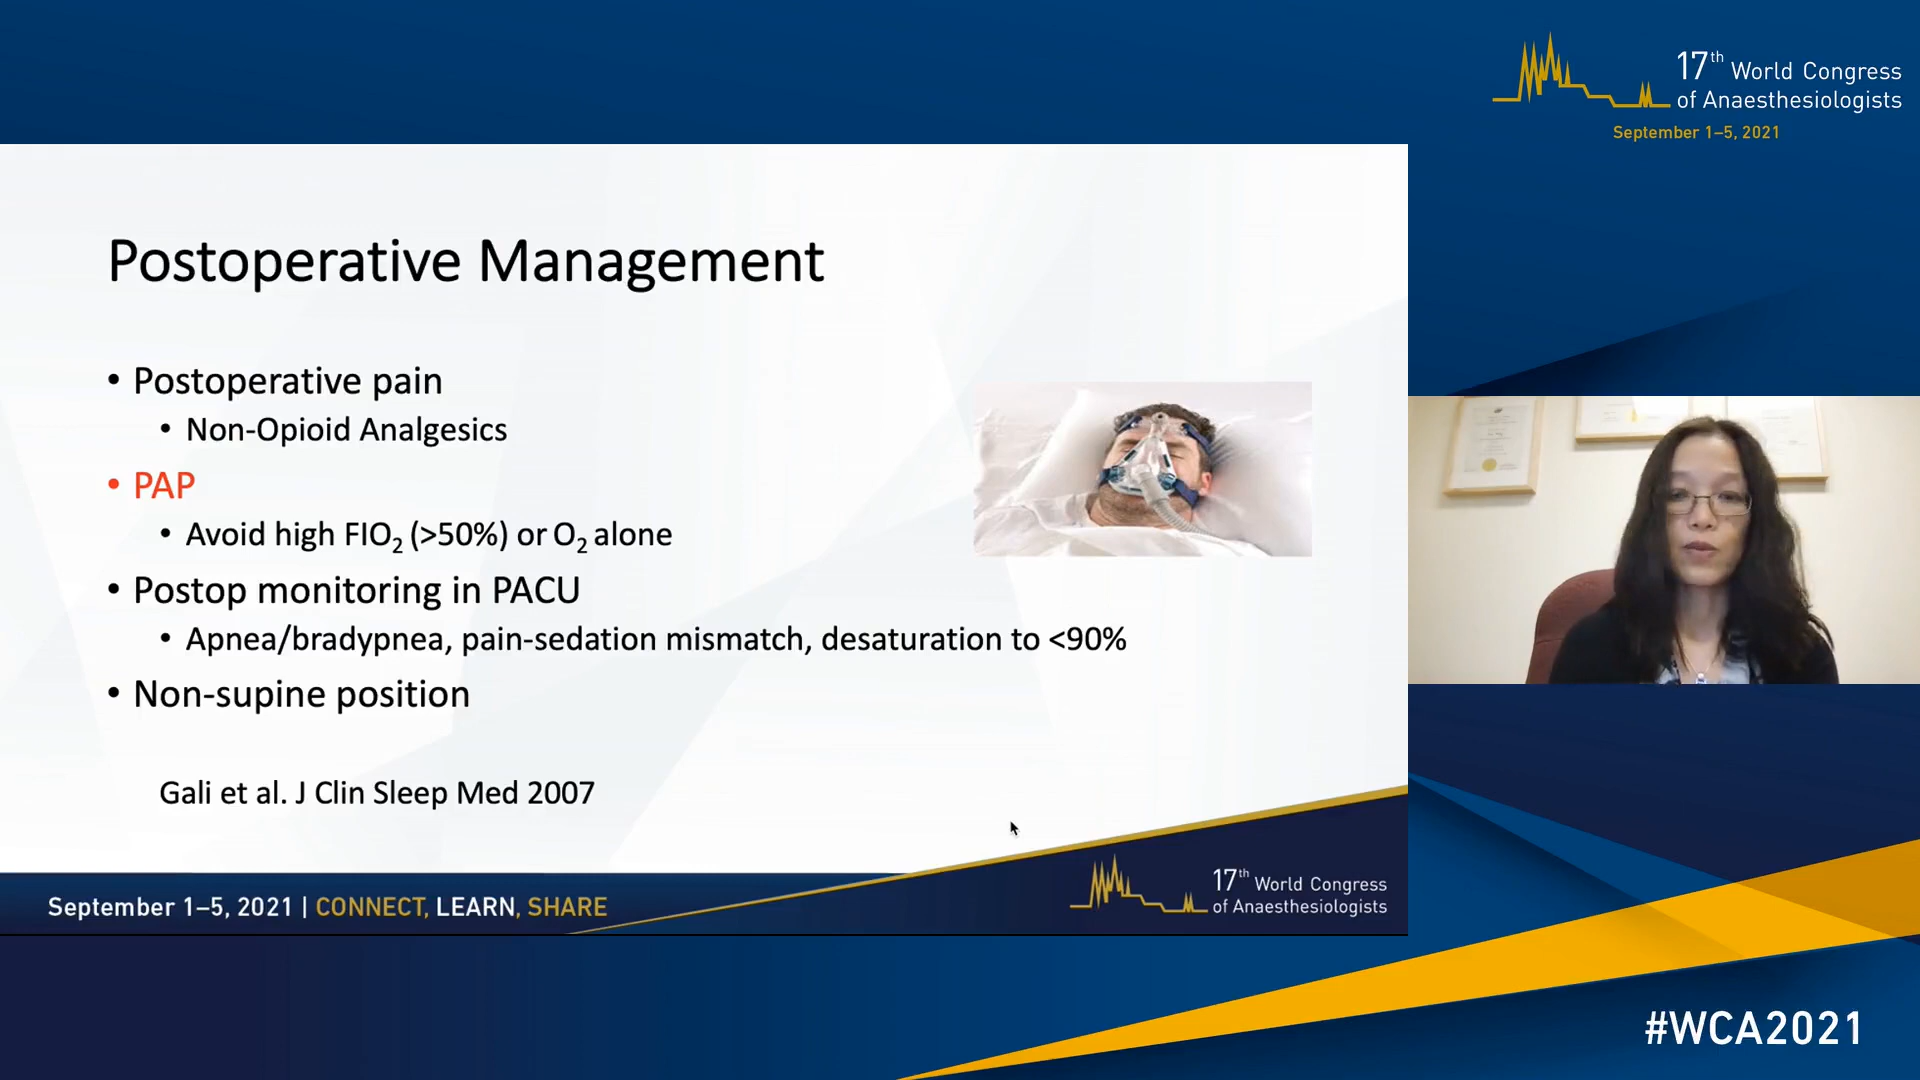 17th World Congress
of Anaesthesiologists
September 1–5, 2021
Postoperative Management
• Postoperative pain
• Non-Opioid Analgesics
• PAP
• Avoid high FIO2 (>50%) or O2 alone
• Postop monitoring in PACU
• Apnea/bradypnea, pain-sedation mismatch, desaturation to <90%
• Non-supine position
Gali et al. J Clin Sleep Med 2007
September 1–5, 2021 | CONNECT, LEARN, SHARE
17th World Congress
of Anaesthesiologists
#WCA2021